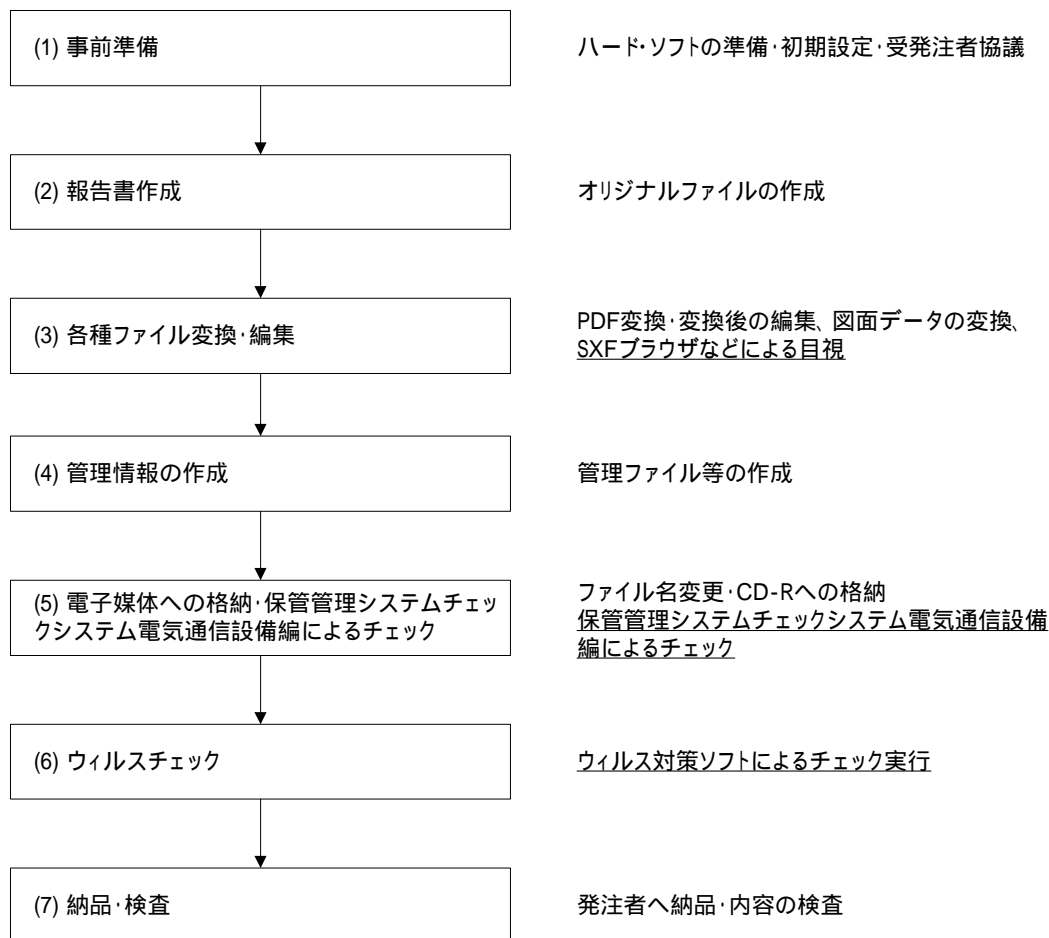 (1) 事前準備
ハード・ソフトの準備・初期設定・受発注者協議
(2) 報告書作成
オリジナルファイルの作成
(3) 各種ファイル変換・編集
PDF変換・変換後の編集、図面データの変換、
SXFブラウザなどによる目視
(4) 管理情報の作成
管理ファイル等の作成
(5) 電子媒体への格納・保管管理システムチェッ
クシステム電気通信設備編によるチェック
ファイル名変更・CD-Rへの格納
保管管理システムチェックシステム電気通信設備
編によるチェック
(6) ウィルスチェック
ウィルス対策ソフトによるチェック実行
(7) 納品・検査
発注者へ納品・内容の検査